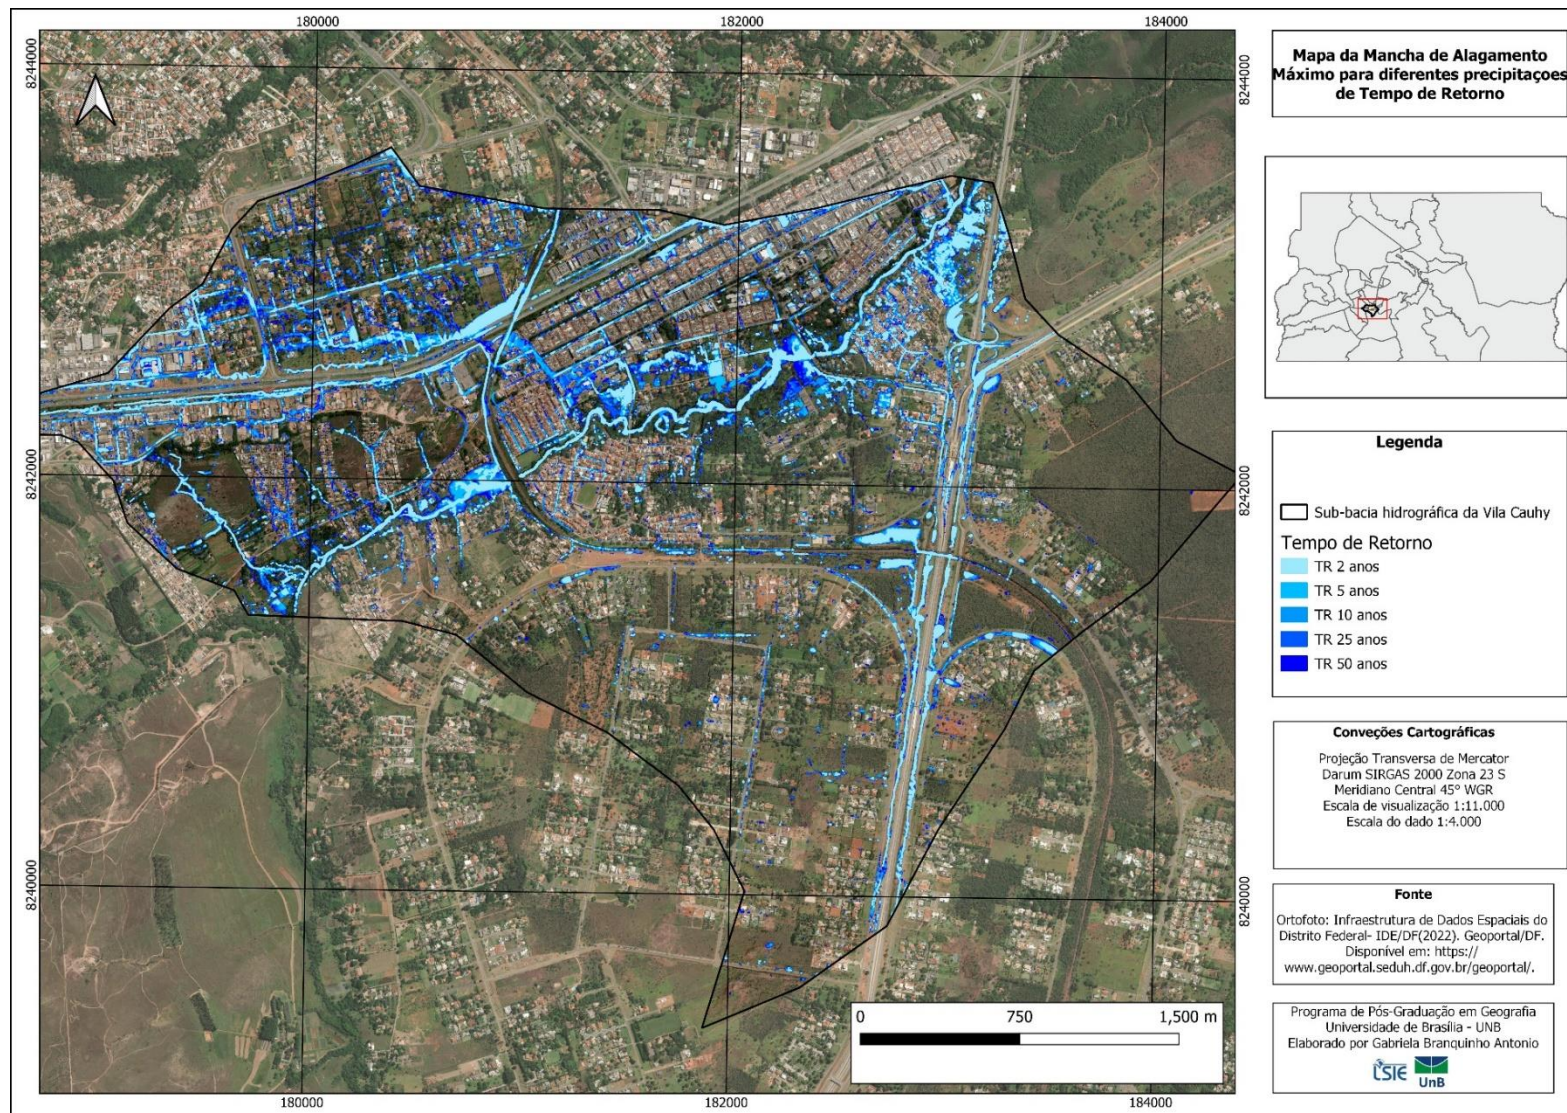 180000
182000
184000
8244000
8244000
8242000
8242000
8240000
8240000
180000
182000
184000
0
750
1,500 m
Mapa da Mancha de Alagamento
Máximo para diferentes precipitaçoes
de Tempo de Retorno
Legenda
Sub-bacia hidrográfica da Vila Cauhy
Tempo de Retorno
TR 2 anos
TR 5 anos
TR 10 anos
TR 25 anos
TR 50 anos
Conveções Cartográficas
Projeção Transversa de Mercator
Darum SIRGAS 2000 Zona 23 S
Meridiano Central 45° WGR
Escala de visualização 1:11.000
Escala do dado 1:4.000
Fonte
Ortofoto: Infraestrutura de Dados Espaciais do
Distrito Federal- IDE/DF(2022). Geoportal/DF.
Disponível em: https://
www.geoportal.seduh.df.gov.br/geoportal/.
Programa de Pós-Graduação em Geografia
Universidade de Brasília - UNB
Elaborado por Gabriela Branquinho Antonio
LSIE
UnB